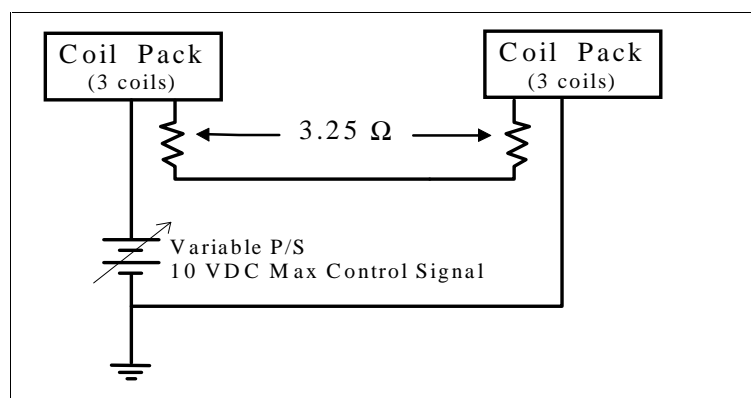 Coil Pack
(3 coils)
Coil Pack
(3 coils)
3.25 Ω
Variable P/S
10 VDC Max Control Signal